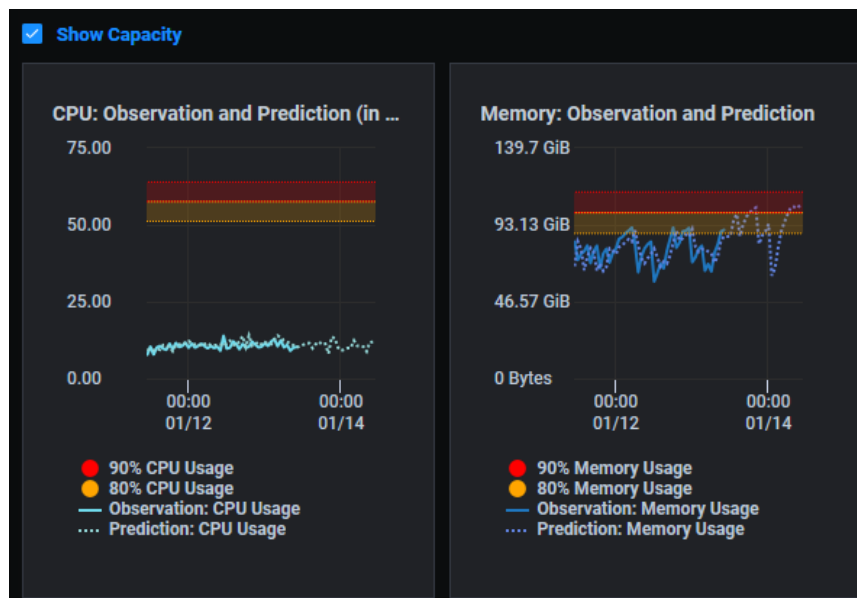 Show Capacity
CPU: Observation and Prediction (in ...
75.00
50.00
25.00
0.00
00:00
01/12
00:00
01/14
90% CPU Usage
80% CPU Usage
Observation: CPU Usage
Prediction: CPU Usage
Memory: Observation and Prediction
139.7 GiB
93.13 GiB
46.57 GiB
0 Bytes
00:00
01/12
00:00
01/14
90% Memory Usage
80% Memory Usage
Observation: Memory Usage
Prediction: Memory Usage